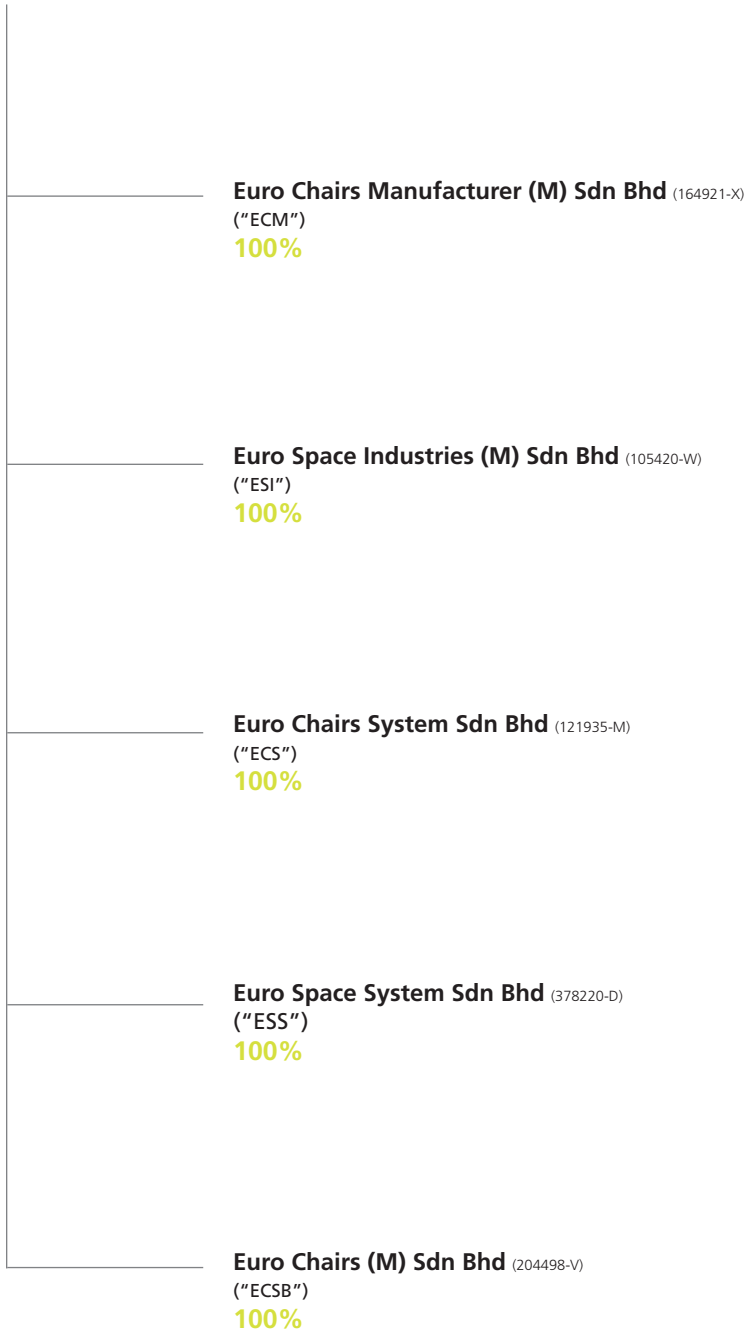 Euro Chairs Manufacturer (M) Sdn Bhd (164921-X)
(“ECM”)
100%
Euro Space Industries (M) Sdn Bhd (105420-W)
(“ESI”)
100%
Euro Chairs System Sdn Bhd (121935-M)
(“ECS”)
100%
Euro Space System Sdn Bhd (378220-D)
(“ESS”)
100%
Euro Chairs (M) Sdn Bhd (204498-V)
(“ECSB”)
100%